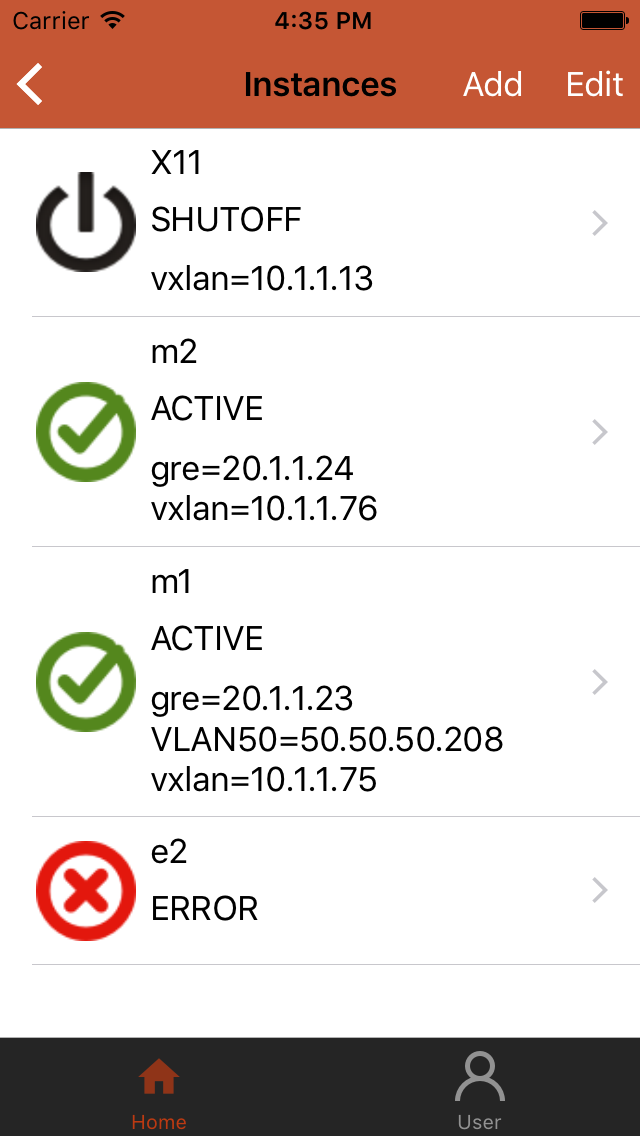 Carrier 4:35 PM
Instances Add Edit
X11
SHUTOFF
vxlan=10.1.1.13
m2
ACTIVE
gre=20.1.1.24
vxlan=10.1.1.76
m1
ACTIVE
gre=20.1.1.23
VLAN50=50.50.50.208
vxlan=10.1.1.75
e2
ERROR
Home User